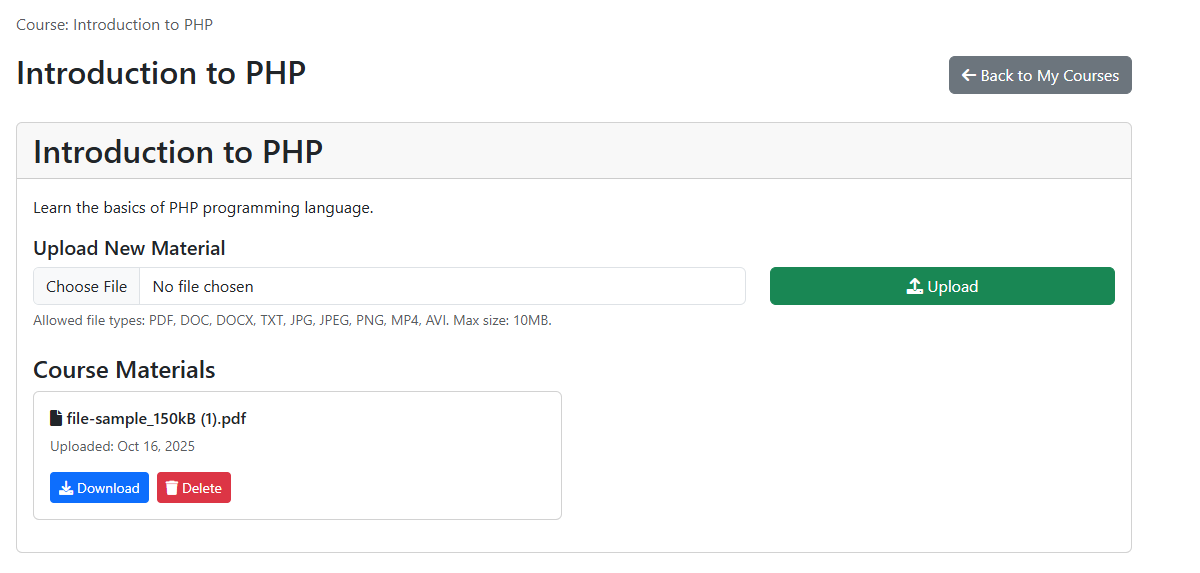 Course: Introduction to PHP
Introduction to PHP
Back to My Courses
Introduction to PHP
Learn the basics of PHP programming language.
Upload New Material
Choose File No file chosen
Upload
Allowed file types: PDF, DOC, DOCX, TXT, JPG, JPEG, PNG, MP4, AVI. Max size: 10MB.
Course Materials
file-sample_150kB (1).pdf
Uploaded: Oct 16, 2025
Download Delete